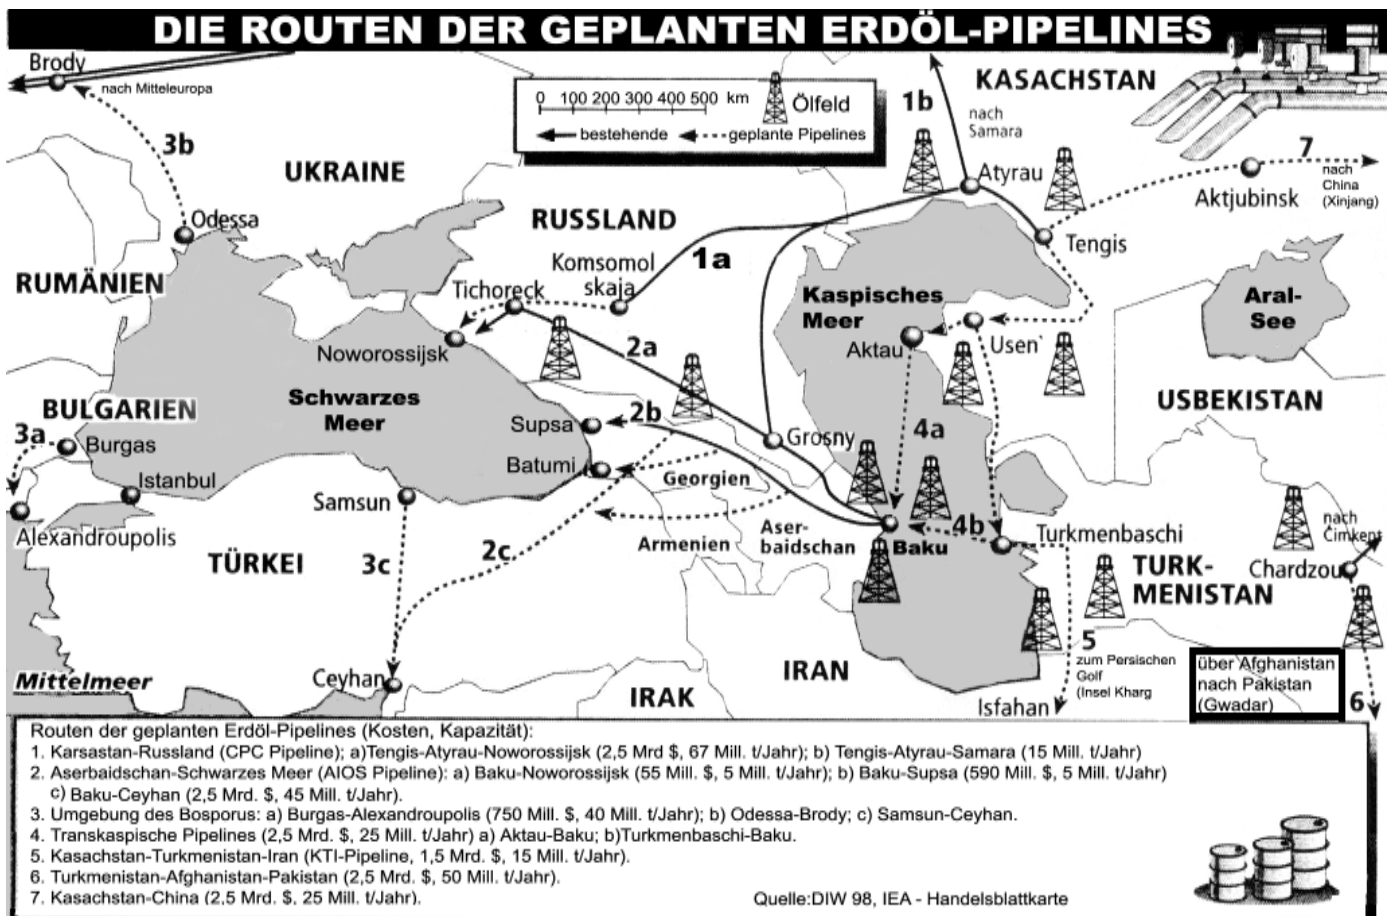 DIE ROUTEN DER GEPLANTEN ERDÖL-PIPELINES
Brody
nach Mitteleuropa
3b
0 100 200 300 400 500 km
Ölfeld
bestehende
geplante Pipelines
1b
nach
Samara
KASACHSTAN
7
nach
China
(Xinjang)
Aktjubinsk
Atyrau
UKRAINE
Odessa
RUSSLAND
1a
Tengis
RUMÄNIEN
Komsomol
skaja
Tichoreck
Kaspisches
Meer
Aral-
See
Noworossijsk
2a
Aktau
Usen'
Schwarzes
Meer
BULGARIEN
USBEKISTAN
3a
Burgas
Supsa
2b
Grosny
4a
Batumi
Georgien
Istanbul
Samsun
Alexandroupolis
Armenien
Aser-
baidschan
Baku
4b
Turkmenbaschi
nach
Cimkent
TÜRKEI
3c
2c
TURK-
MENISTAN
Chardzou
5
zum Persischen
Golf
(Insel Kharg
über Afghanistan
nach Pakistan
(Gwadar)
6
Mittelmeer
Ceyhan
IRAK
IRAN
Isfahan
Routen der geplanten Erdöl-Pipelines (Kosten, Kapazität):
1. Karsastan-Russland (CPC Pipeline); a)Tengis-Atyrau-Noworossijsk (2,5 Mrd $, 67 Mill. t/Jahr); b) Tengis-Atyrau-Samara (15 Mill. t/Jahr)
2. Aserbaidschan-Schwarzes Meer (AIOS Pipeline): a) Baku-Noworossijsk (55 Mill. $, 5 Mill. t/Jahr); b) Baku-Supsa (590 Mill. $, 5 Mill. t/Jahr)
c) Baku-Ceyhan (2,5 Mrd. $, 45 Mill. t/Jahr).
3. Umgebung des Bosporus: a) Burgas-Alexandroupolis (750 Mill. $, 40 Mill. t/Jahr); b) Odessa-Brody; c) Samsun-Ceyhan.
4. Transkaspische Pipelines (2,5 Mrd. $, 25 Mill. t/Jahr) a) Aktau-Baku; b)Turkmenbaschi-Baku.
5. Kasachstan-Turkmenistan-Iran (KTI-Pipeline, 1,5 Mrd. $, 15 Mill. t/Jahr).
6. Turkmenistan-Afghanistan-Pakistan (2,5 Mrd. $, 50 Mill. t/Jahr).
7. Kasachstan-China (2,5 Mrd. $, 25 Mill. t/Jahr).
Quelle:DIW 98, IEA - Handelsblattkarte